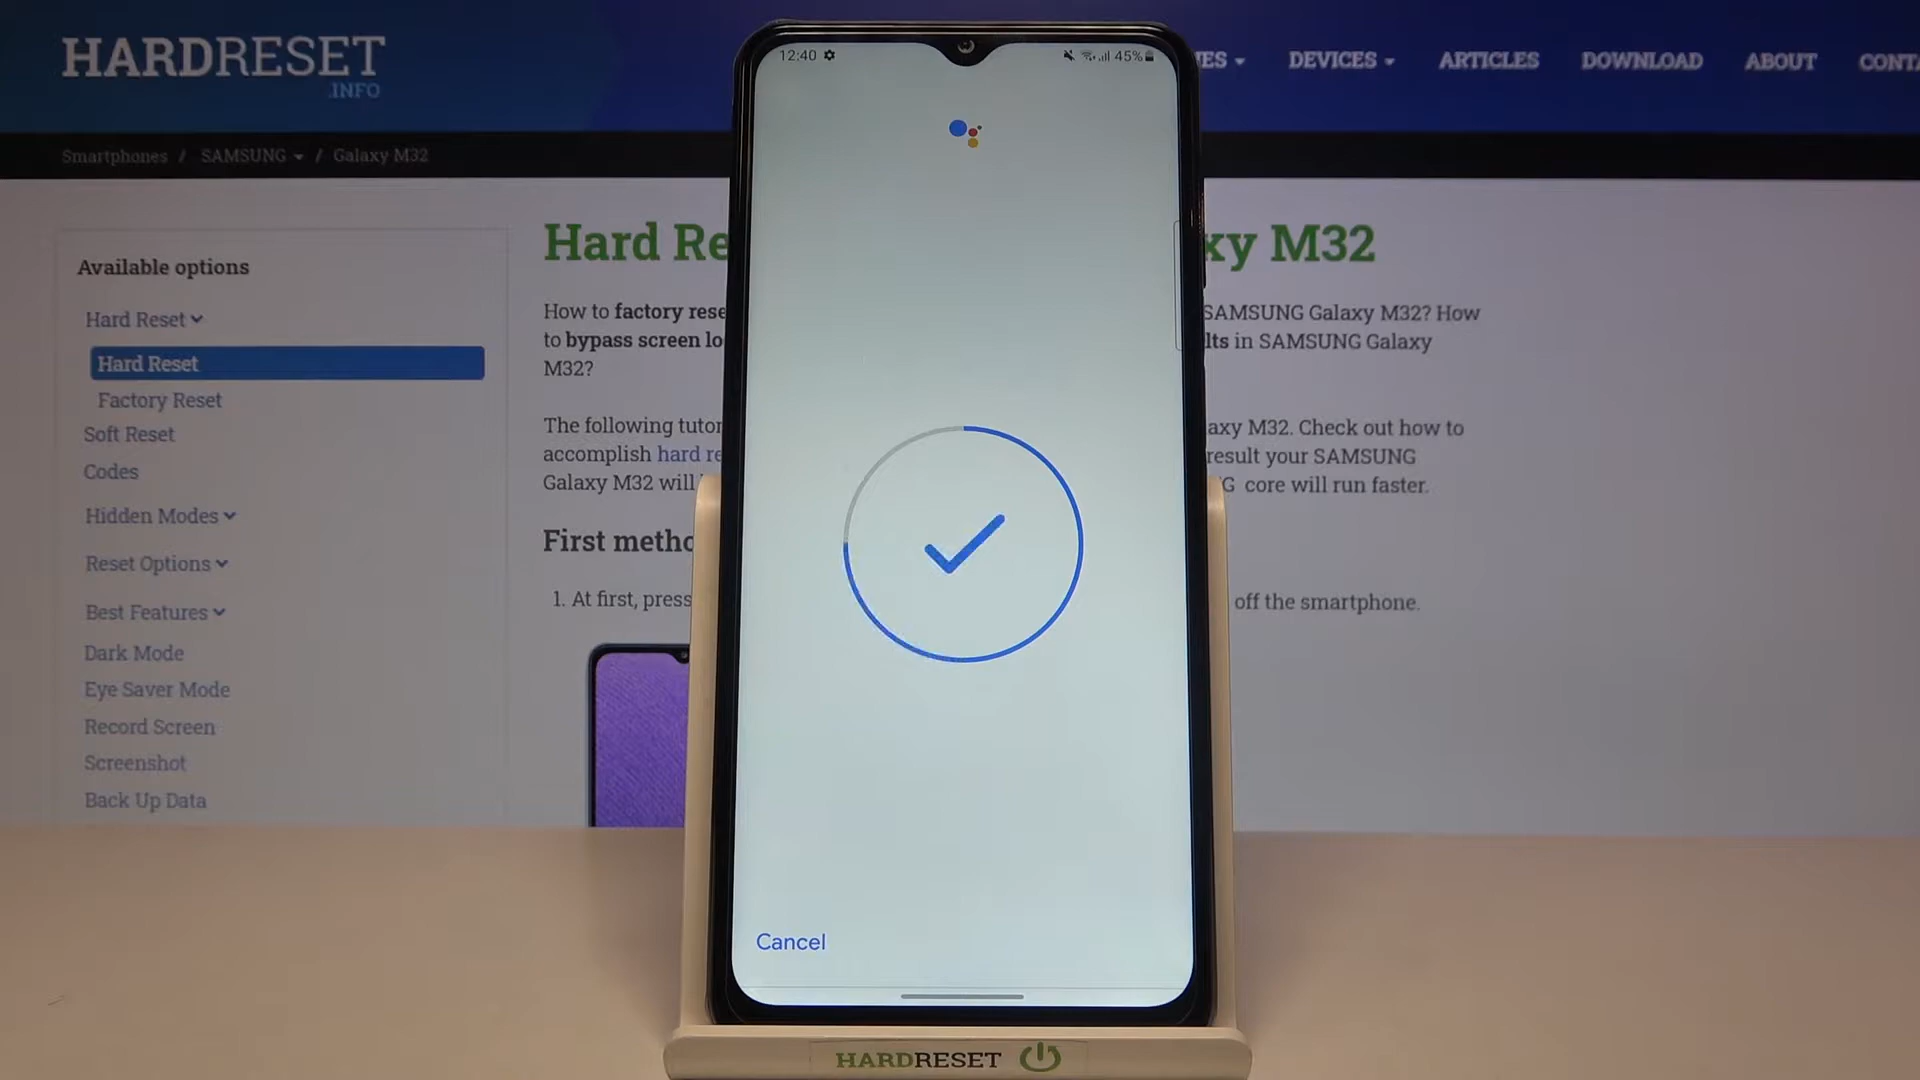 HARDRESET
.INFO
ES
DEVICES
ARTICLES
DOWNLOAD
ABOUT
CONTA
Smartphones / SAMSUNG / Galaxy M32
Available options
Hard Reset
Hard Reset
Factory Reset
Soft Reset
Codes
Hidden Modes
Reset Options
Best Features
Dark Mode
Eye Saver Mode
Record Screen
Screenshot
Back Up Data
Hard Re xy M32
How to factory rese SAMSUNG Galaxy M32? How
to bypass screen lo lts in SAMSUNG Galaxy
M32?
The following tutor axy M32. Check out how to
accomplish hard re result your SAMSUNG
Galaxy M32 will G core will run faster.
First metho
1. At first, press off the smartphone.
12:40 45%
Cancel
HARDRESET